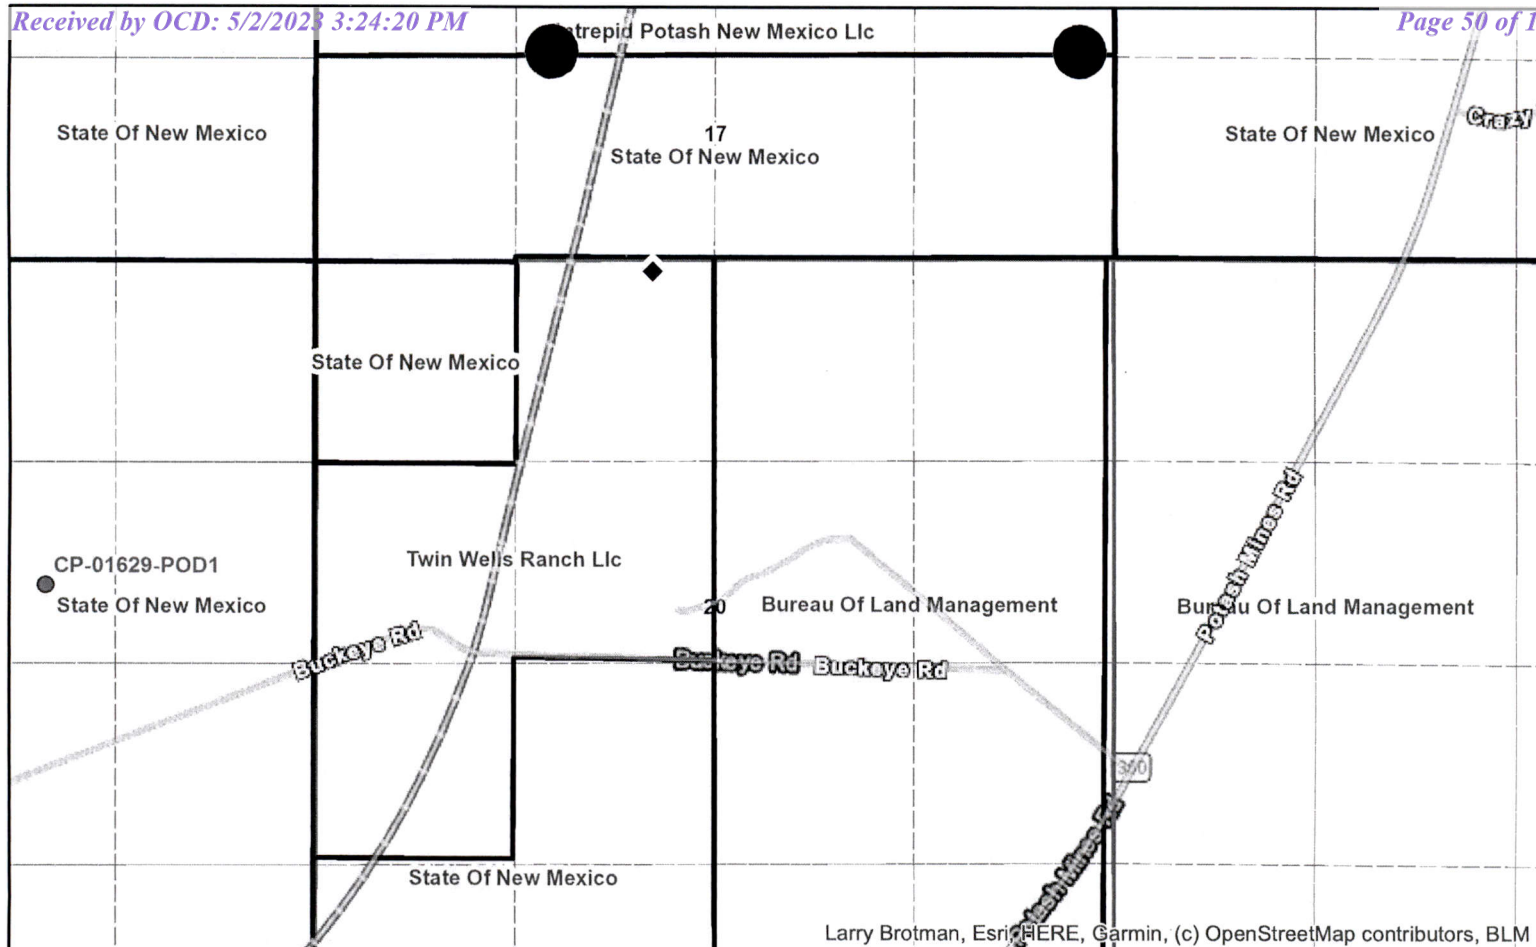 Received by OCD: 5/2/2023 3:24:20 PM
Page 50 of 1
trepid Potash New Mexico Llc
Crazy
State Of New Mexico
17
State Of New Mexico
State Of New Mexico
State Of New Mexico
CP-01629-POD1
State Of New Mexico
Twin Wells Ranch Llc
Potash Mines Rd
20
Bureau Of Land Management
Bureau Of Land Management
Buckeye Rd
Buckeye Rd
Buckeye Rd
360
Potash Mines Rd
State Of New Mexico
Larry Brotman, Esri, HERE, Garmin, (c) OpenStreetMap contributors, BLM